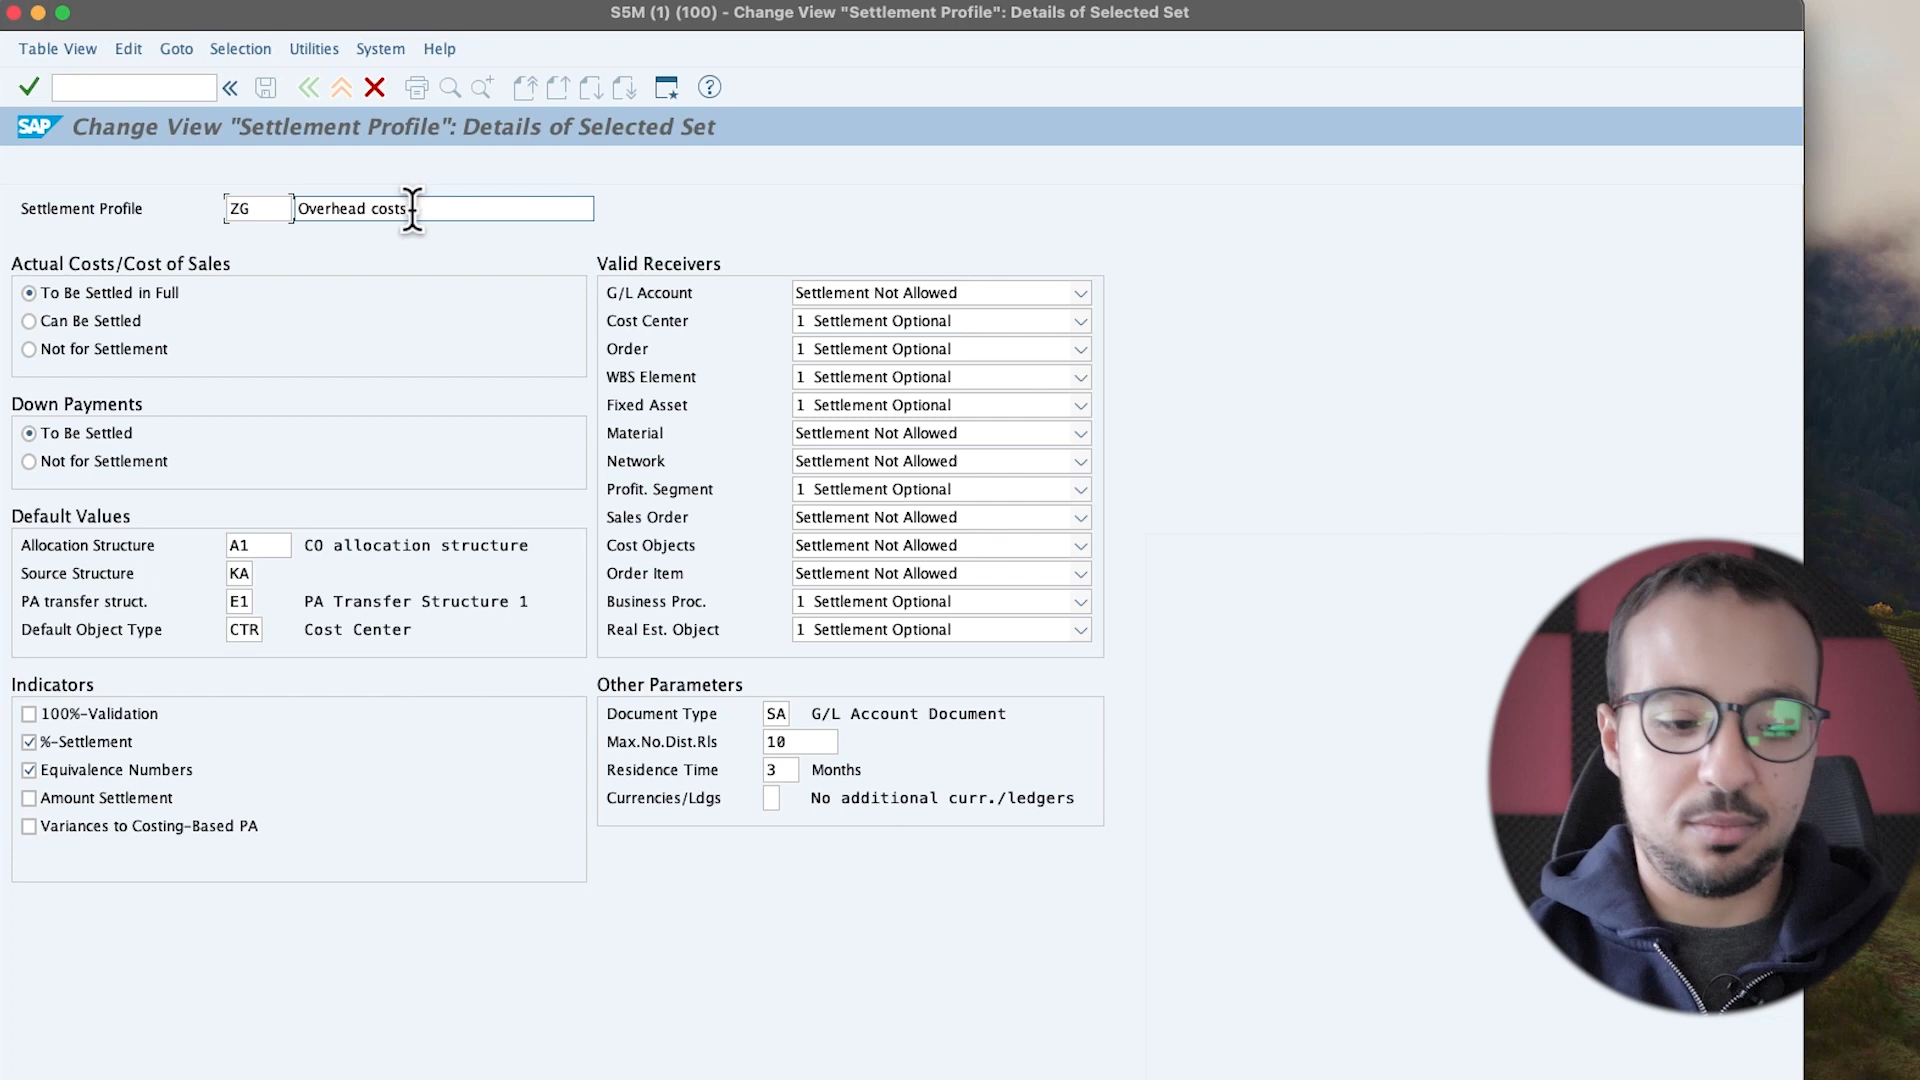 S5M (1) (100) - Change View "Settlement Profile": Details of Selected Set
Table View Edit Goto Selection Utilities System Help
SAP Change View "Settlement Profile": Details of Selected Set
Settlement Profile ZG Overhead costs
Actual Costs/Cost of Sales
To Be Settled in Full
Can Be Settled
Not for Settlement
Down Payments
To Be Settled
Not for Settlement
Default Values
Allocation Structure A1 CO allocation structure
Source Structure KA
PA transfer struct. E1 PA Transfer Structure 1
Default Object Type CTR Cost Center
Indicators
100%-Validation
%-Settlement
Equivalence Numbers
Amount Settlement
Variances to Costing-Based PA
Valid Receivers
G/L Account Settlement Not Allowed
Cost Center 1 Settlement Optional
Order 1 Settlement Optional
WBS Element 1 Settlement Optional
Fixed Asset 1 Settlement Optional
Material Settlement Not Allowed
Network Settlement Not Allowed
Profit. Segment 1 Settlement Optional
Sales Order Settlement Not Allowed
Cost Objects Settlement Not Allowed
Order Item Settlement Not Allowed
Business Proc. 1 Settlement Optional
Real Est. Object 1 Settlement Optional
Other Parameters
Document Type SA G/L Account Document
Max.No.Dist.Rls 10
Residence Time 3 Months
Currencies/Ldgs No additional curr./ledgers